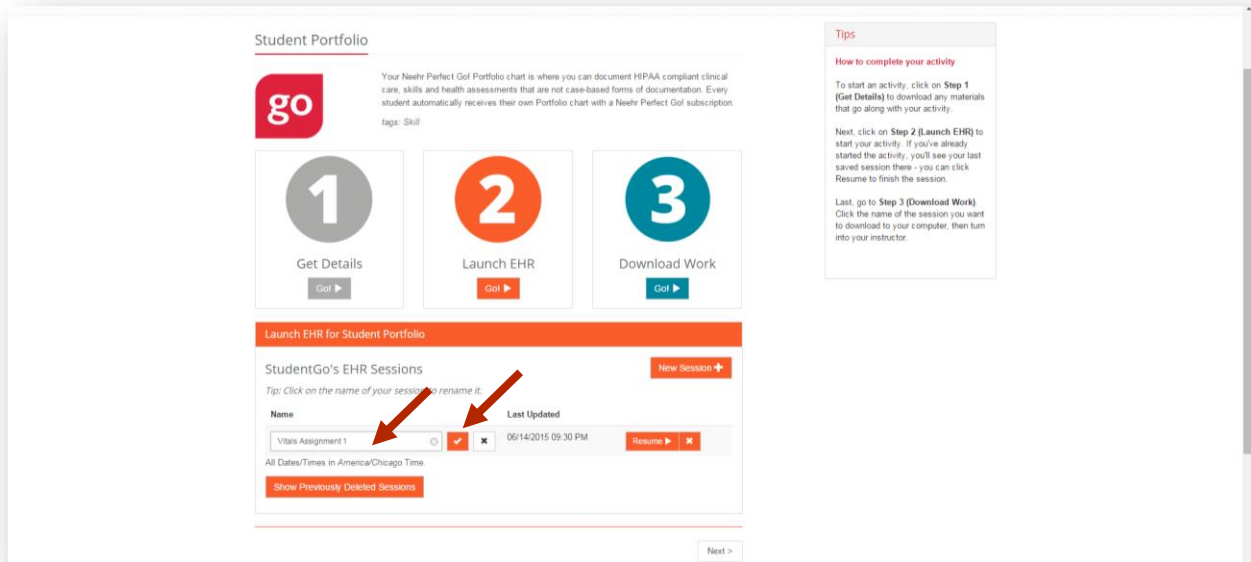 Student Portfolio
go
Your Neehr Perfect Go! Portfolio chart is where you can document HIPAA compliant clinical
care, skills and health assessments that are not case-based forms of documentation. Every
student automatically receives their own Portfolio chart with a Neehr Perfect Go! subscription.
tags: Skill
1
Get Details
Go!
2
Launch EHR
Go!
3
Download Work
Go!
Launch EHR for Student Portfolio
StudentGo's EHR Sessions
New Session
Tip: Click on the name of your session to rename it.
Name
Last Updated
Vitals Assignment 1
06/14/2015 09:30 PM
Resume
All Dates/Times in America/Chicago Time.
Show Previously Deleted Sessions
Next >
Tips
How to complete your activity
To start an activity, click on Step 1
(Get Details) to download any materials
that go along with your activity.
Next, click on Step 2 (Launch EHR) to
start your activity. If you've already
started the activity, you'll see your last
saved session there - you can click
Resume to finish the session.
Last, go to Step 3 (Download Work).
Click the name of the session you want
to download to your computer, then turn
into your instructor.